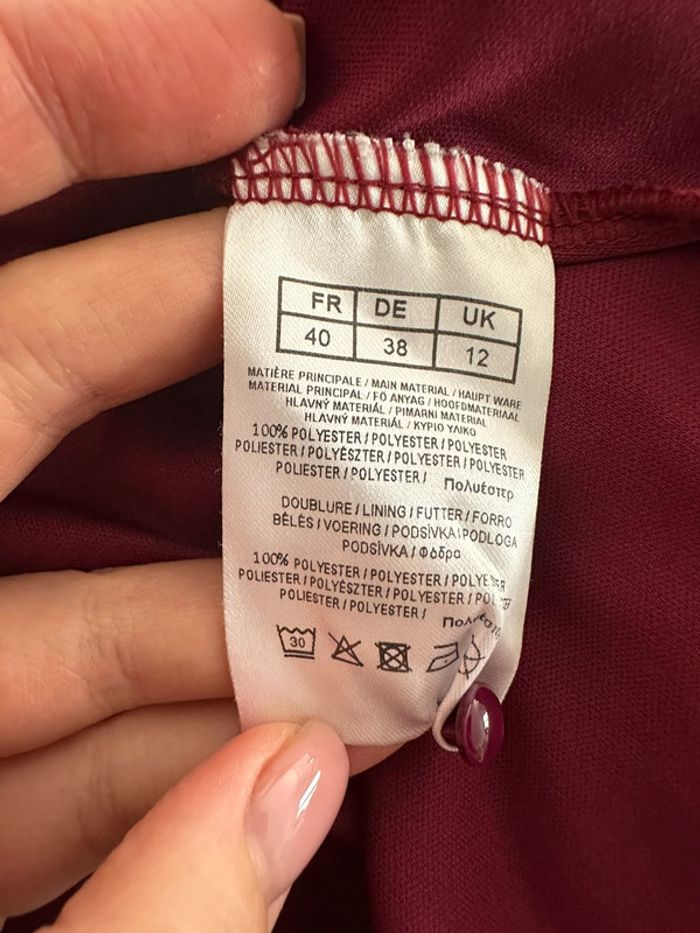 FR DE UK
40 38 12
MATIÈRE PRINCIPALE / MAIN MATERIAL / HAUPT WARE
MATERIAL PRINCIPÁL / FŐ ANYAG / HOOFDMATERIAAL
HLAVNÝ MATERIÁL / PIMARNI MATERIAL
HLAVNÝ MATERIÁL / ΚΥΡΙΟ ΥΛΙΚΟ
100% POLYESTER / POLYESTER / POLYESTER
POLIESTER / POLYÉSZTER / POLYESTER / POLYESTER
POLIESTER / POLYESTER / Πολυέστερ
DOUBLURE / LINING / FUTTER / FORRO
BÉLÉS / VOERING / PODSÍVKA / PODLOGA
PODSÍVKA / Φόδρα
100% POLYESTER / POLYESTER / POLYESTER
POLIESTER / POLYÉSZTER / POLYESTER
POLIESTER / POLYESTER /
30